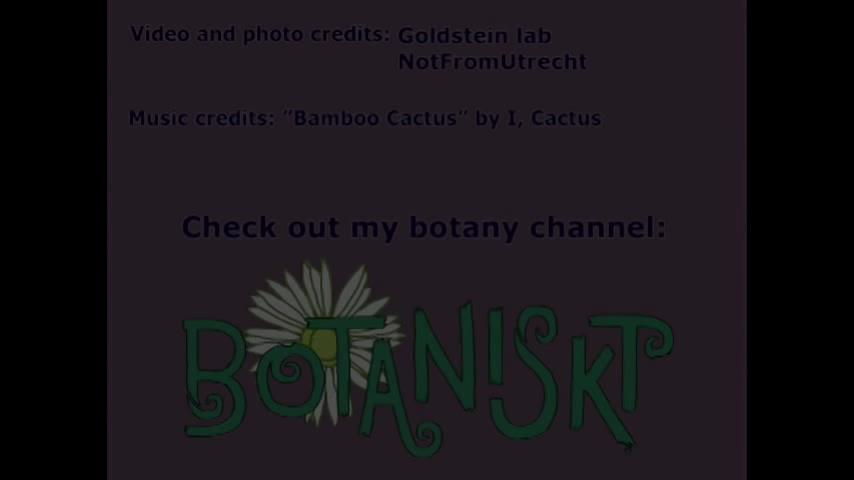 Video and photo credits: Goldstein lab
NotFromUtrecht
Music credits: "Bamboo Cactus" by I, Cactus
Check out my botany channel:
BOTANISKT